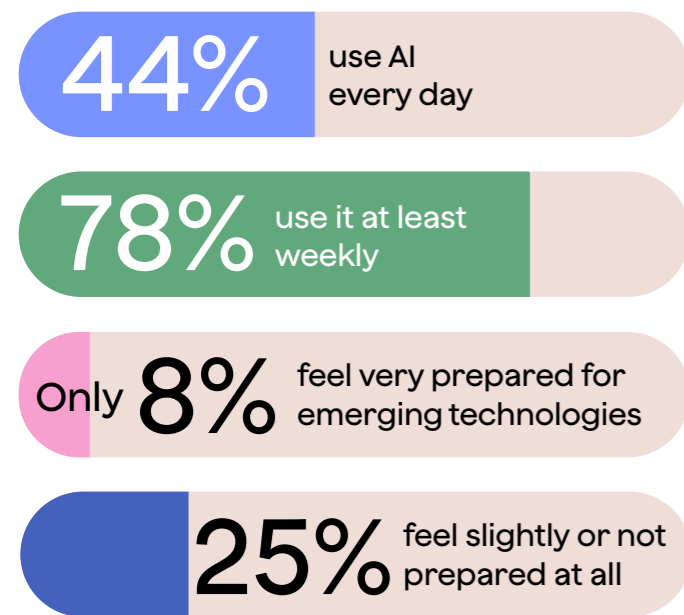 44%
use AI
every day
78%
use it at least
weekly
Only 8%
feel very prepared for
emerging technologies
25%
feel slightly or not
prepared at all